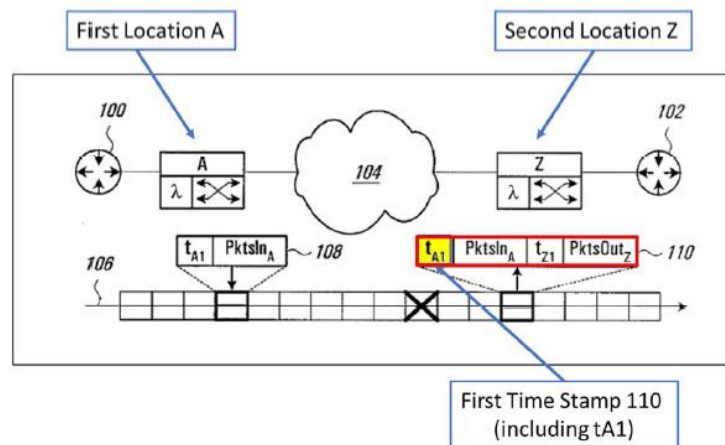 First Location A
Second Location Z
100
102
A
Z
λ
λ
104
tA1 PktsInA
108
tA1 PktsInA tZ1 PktsOutZ
110
106
First Time Stamp 110
(including tA1)